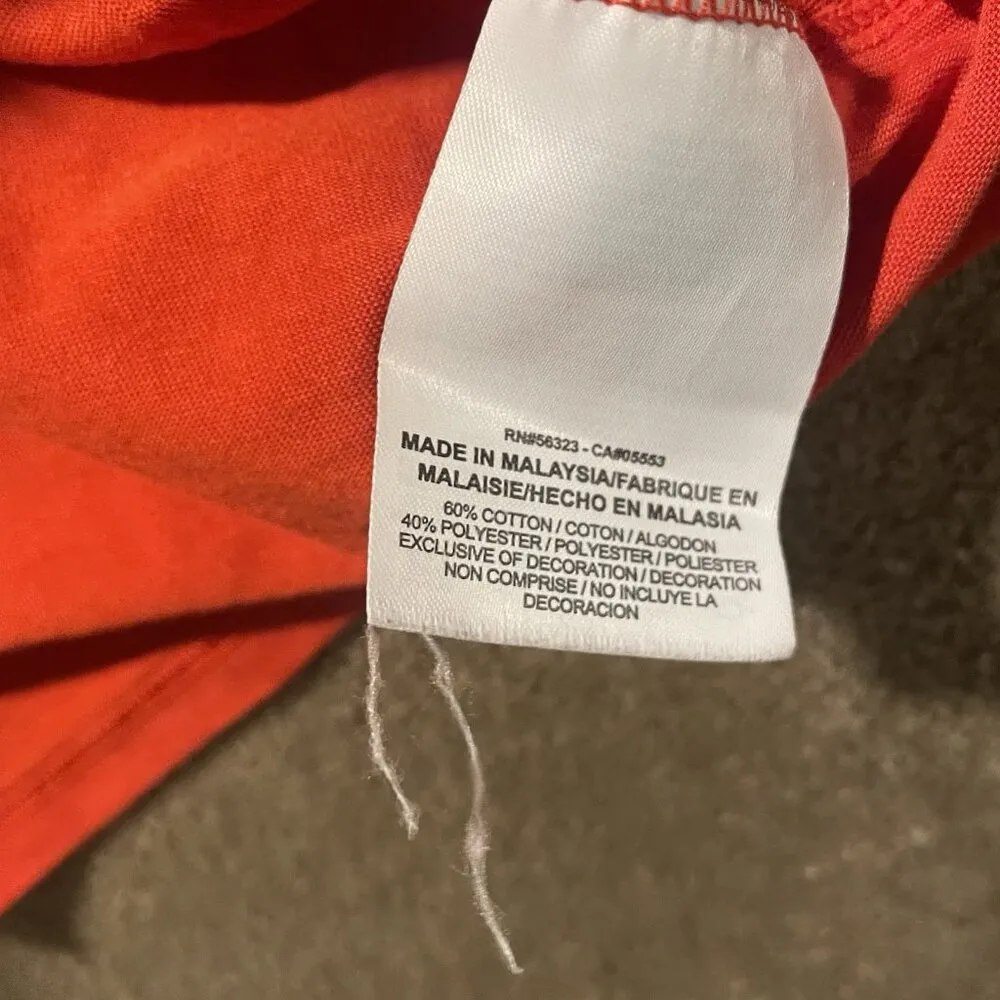 RN#56323 - CA#05553
MADE IN MALAYSIA/FABRIQUE EN
MALAISIE/HECHO EN MALASIA
60% COTTON / COTON / ALGODON
40% POLYESTER / POLYESTER / POLIESTER
EXCLUSIVE OF DECORATION / DECORATION
NON COMPRISE / NO INCLUYE LA
DECORACION